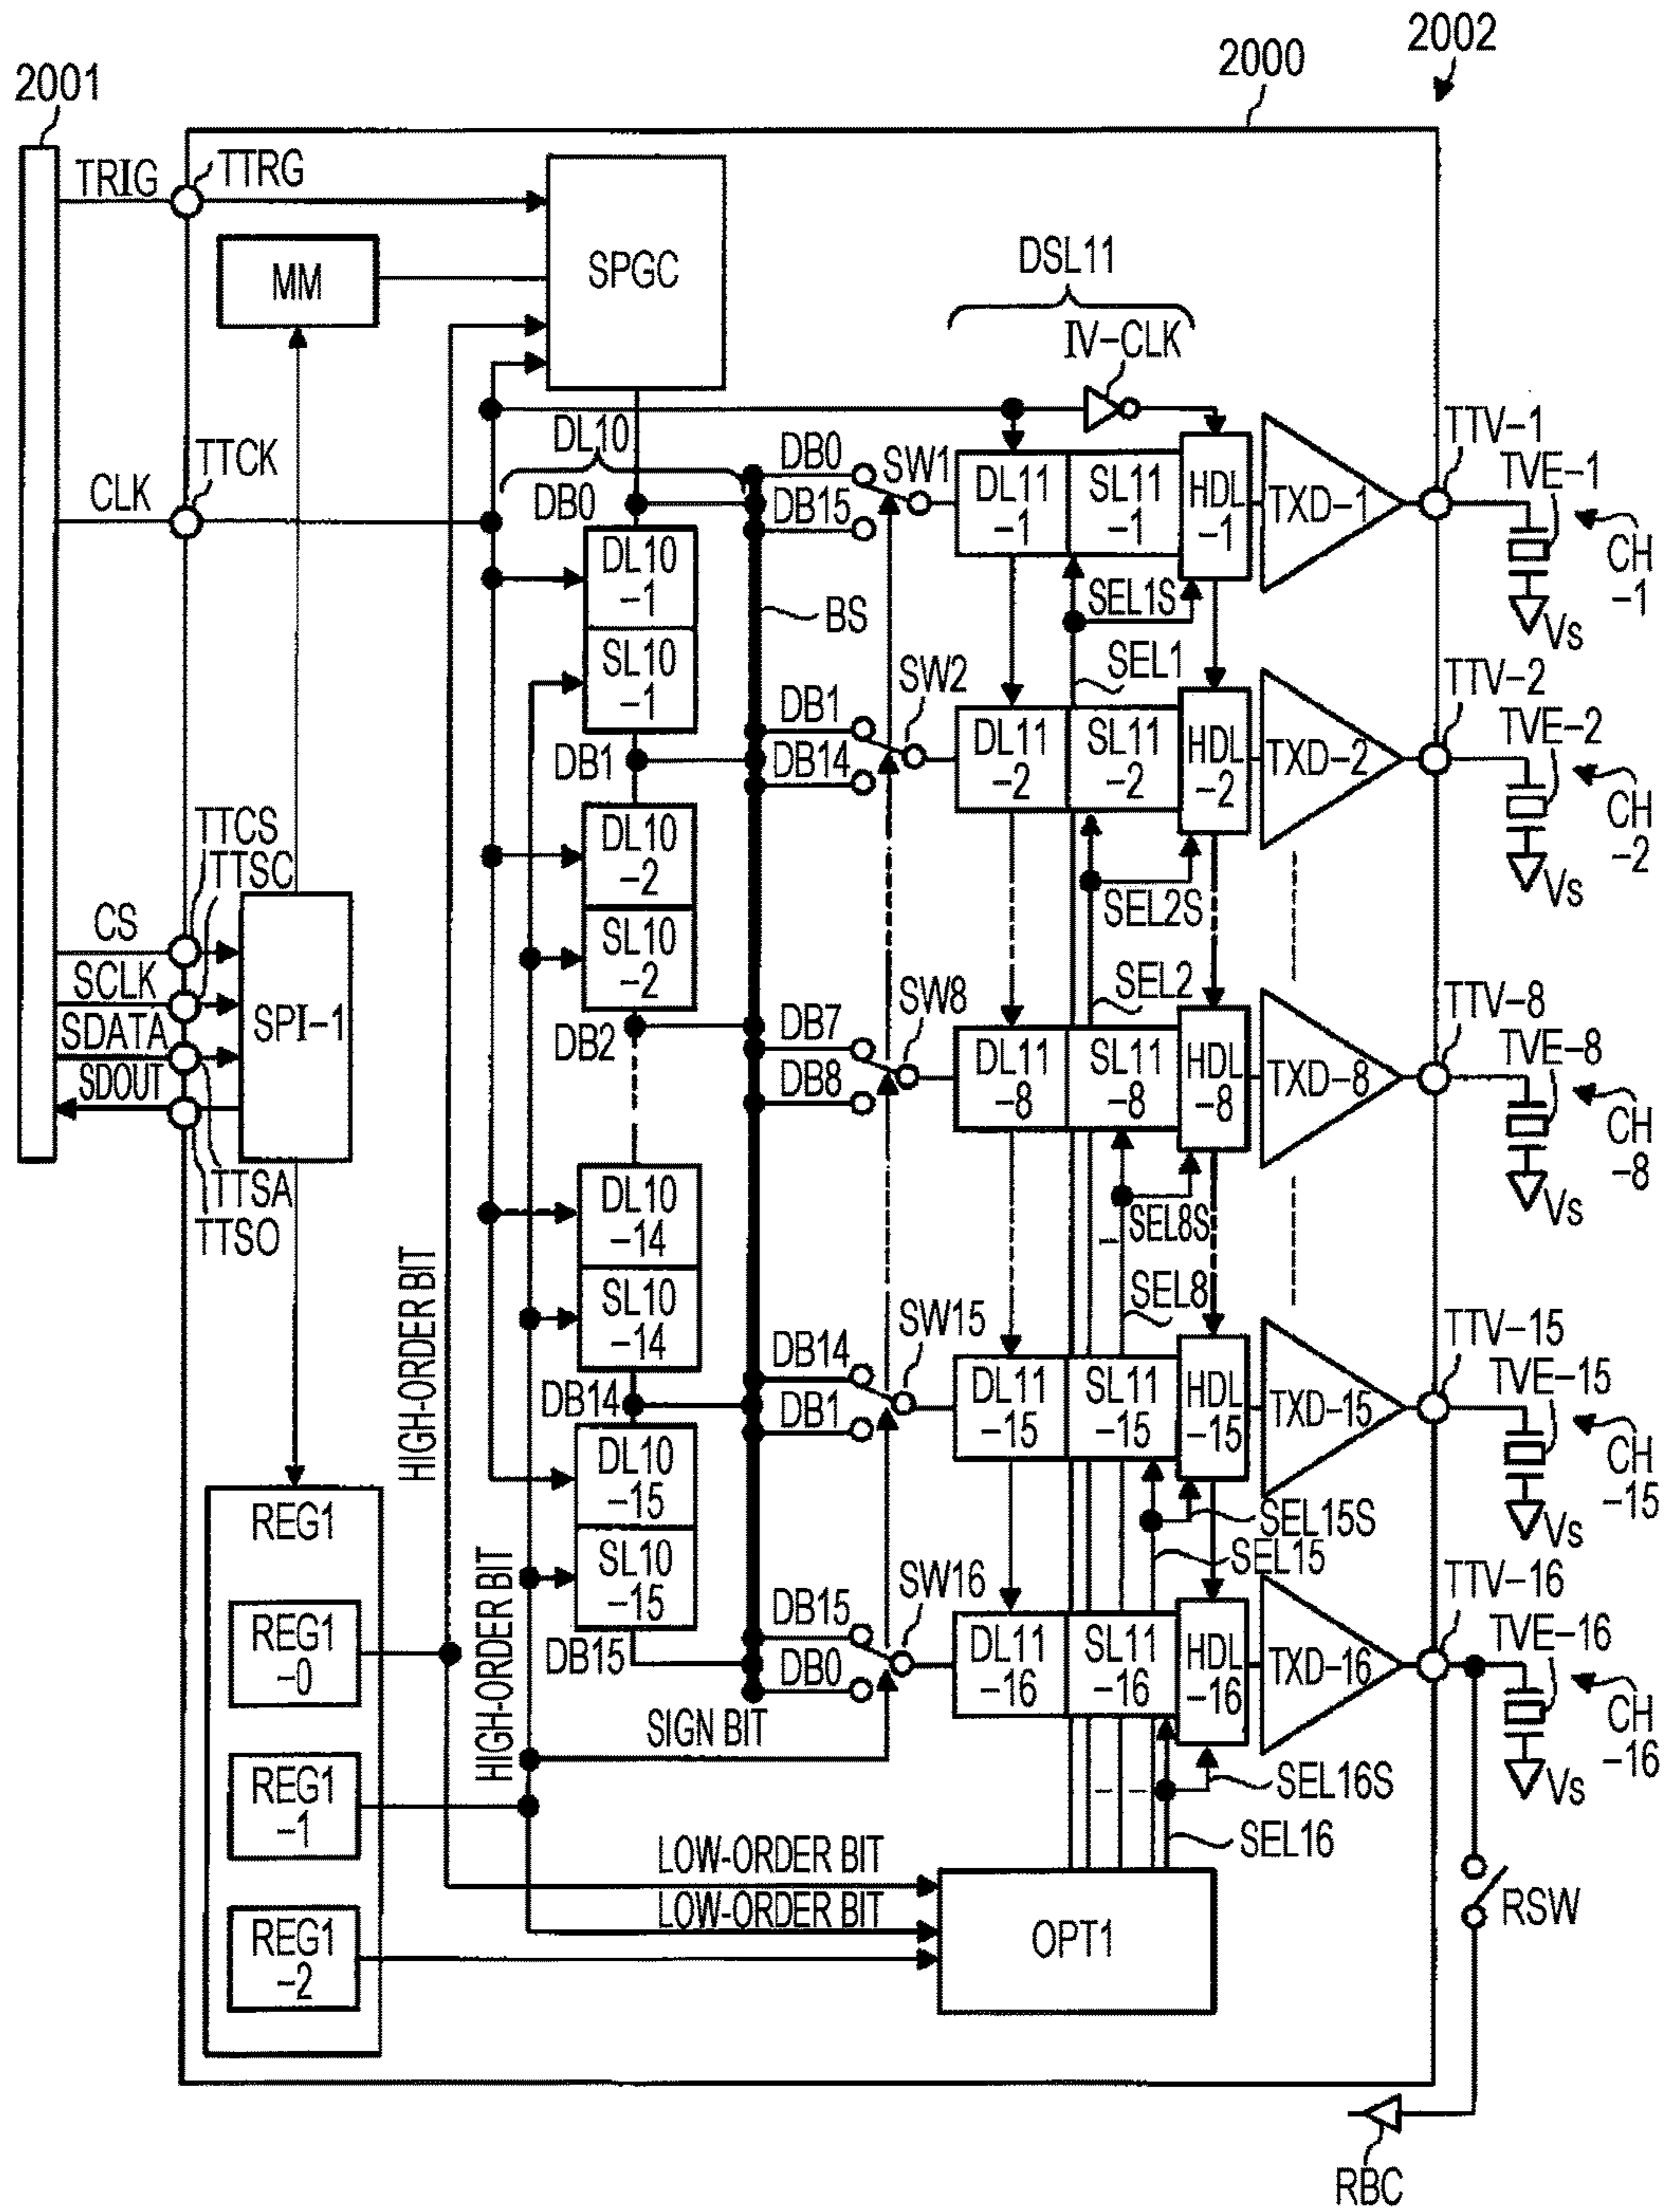 2002
2000
2001
TRIG
TTRG
MM
SPGC
DSL11
IV-CLK
CLK
TTCK
DL10
DB0
DB0
DB15
SW1
DL11
-1
SL11
-1
HDL
-1
TXD-1
TTV-1
TVE-1
CH
-1
Vs
DL10
-1
SL10
-1
BS
SEL1S
SEL1
DB1
DB1
DB14
SW2
DL11
-2
SL11
-2
HDL
-2
TXD-2
TTV-2
TVE-2
CH
-2
Vs
DL10
-2
SL10
-2
SEL2S
SEL2
TTCS
TTSC
CS
SCLK
SDATA
SDOUT
SPI-1
TTSA
TTSO
DB2
DB7
DB8
SW8
DL11
-8
SL11
-8
HDL
-8
TXD-8
TTV-8
TVE-8
CH
-8
Vs
SEL8S
SEL8
DL10
-14
SL10
-14
HIGH-ORDER BIT
DB14
DB14
DB1
SW15
DL11
-15
SL11
-15
HDL
-15
TXD-15
TTV-15
TVE-15
CH
-15
Vs
SEL15S
SEL15
DL10
-15
SL10
-15
HIGH-ORDER BIT
DB15
DB15
DB0
SW16
DL11
-16
SL11
-16
HDL
-16
TXD-16
TTV-16
TVE-16
CH
-16
Vs
SEL16S
SEL16
SIGN BIT
REG1
REG1
-0
REG1
-1
REG1
-2
LOW-ORDER BIT
LOW-ORDER BIT
OPT1
RSW
RBC